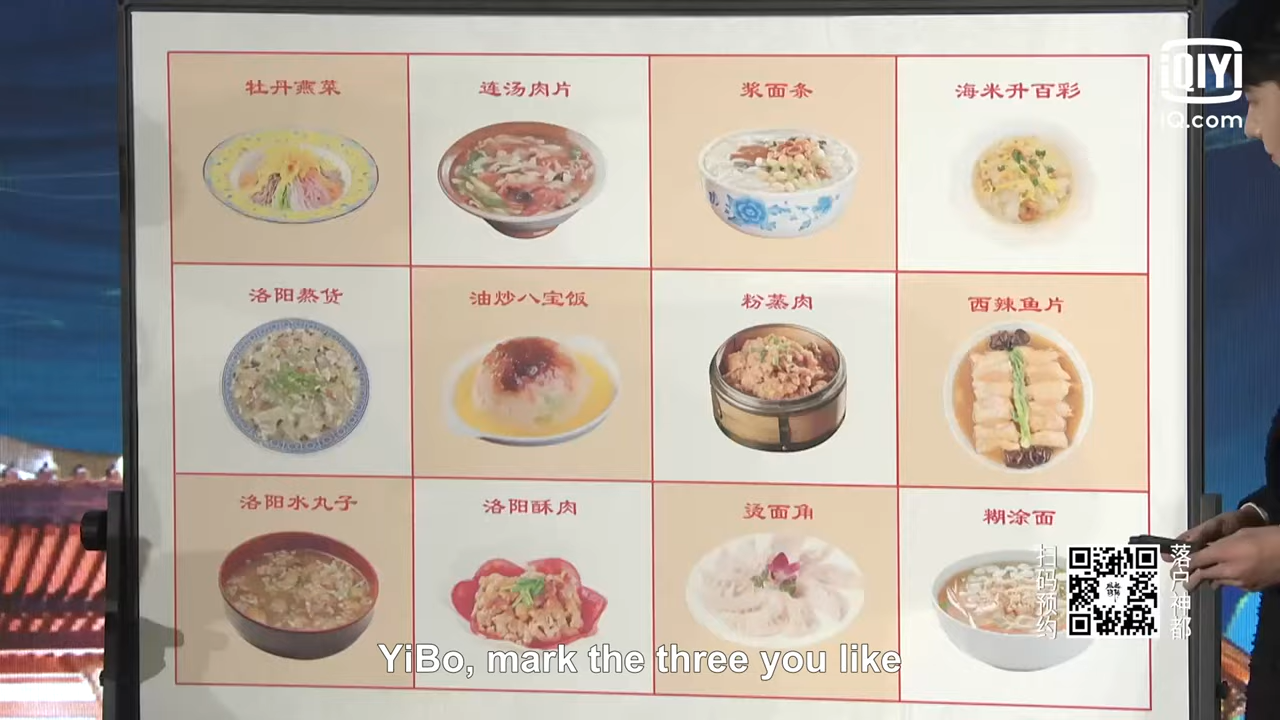 牡丹燕菜
连汤肉片
浆面条
海米升百彩
洛阳熬货
油炒八宝饭
粉蒸肉
西辣鱼片
洛阳水丸子
洛阳酥肉
烫面角
糊涂面
iQIYI
iQ.com
扫码预约
落户神都
YiBo, mark the three you like